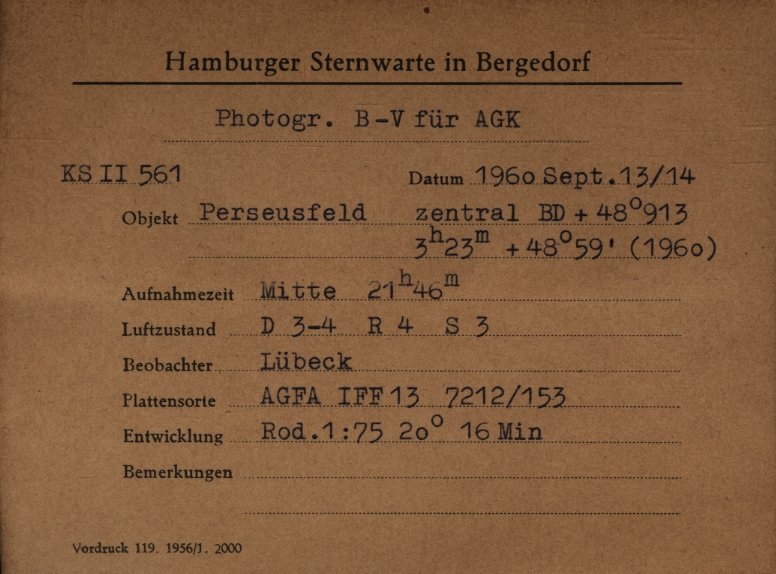 Hamburger Sternwarte in Bergedorf
Photogr. B-V für AGK
KS II 561 Datum 1960 Sept.13/14
Objekt Perseusfeld zentral BD + 48°913
3h23m +48°59' (1960)
Aufnahmezeit Mitte 21h46m
Luftzustand D 3-4 R 4 S 3
Beobachter Lübeck
Plattensorte AGFA IFF 13 7212/153
Entwicklung Rod.1:75 20° 16 Min
Bemerkungen
Vordruck 119. 1956/1. 2000